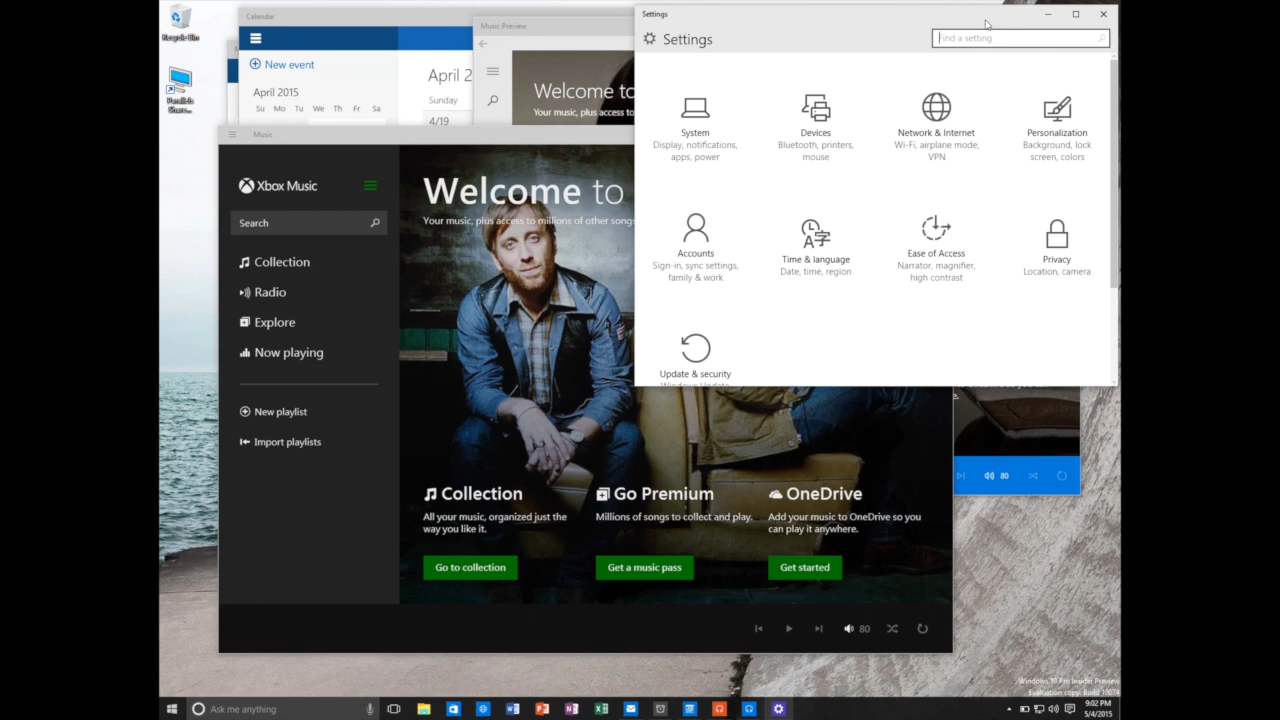 Recycle Bin
Parallels
Share...
Calendar
New event
April 2015
Su Mo Tu We Th Fr Sa
April 2
Sunday
4/19
Music Preview
Welcome to
Your music, plus access to
Settings
Settings
Find a setting
System
Display, notifications,
apps, power
Devices
Bluetooth, printers,
mouse
Network & Internet
Wi-Fi, airplane mode,
VPN
Personalization
Background, lock
screen, colors
Accounts
Sign-in, sync settings,
family & work
Time & language
Date, time, region
Ease of Access
Narrator, magnifier,
high contrast
Privacy
Location, camera
Update & security
Windows Update
Music
Xbox Music
Search
Collection
Radio
Explore
Now playing
New playlist
Import playlists
Welcome to
Your music, plus access to millions of other songs
Collection
All your music, organized just the
way you like it.
Go to collection
Go Premium
Millions of songs to collect and play.
Get a music pass
OneDrive
Add your music to OneDrive so you
can play it anywhere.
Get started
80
80
Windows 10 Pro Insider Preview
Evaluation copy. Build 10074
Ask me anything
9:02 PM
5/4/2015